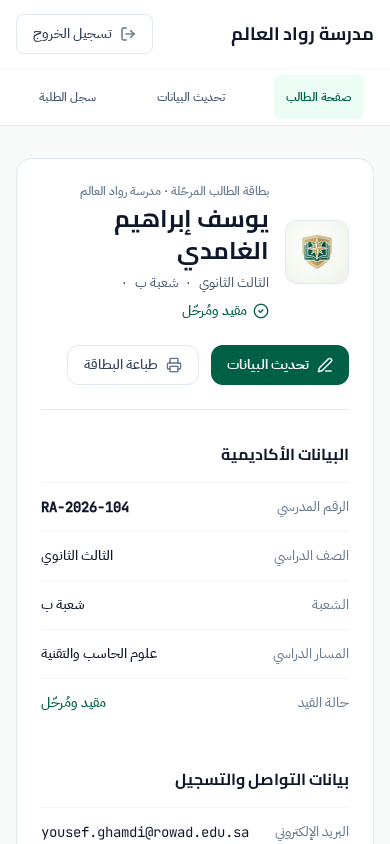 مدرسة رواد العالم
تسجيل الخروج
صفحة الطالب
تحديث البيانات
سجل الطلبة
بطاقة الطالب المرحّلة · مدرسة رواد العالم
يوسف إبراهيم
الغامدي
الثالث الثانوي · شعبة ب ·
مقيد ومُرحّل
تحديث البيانات
طباعة البطاقة
البيانات الأكاديمية
الرقم المدرسي RA-2026-104
الصف الدراسي الثالث الثانوي
الشعبة شعبة ب
المسار الدراسي علوم الحاسب والتقنية
حالة القيد مقيد ومُرحّل
بيانات التواصل والتسجيل
البريد الإلكتروني yousef.ghamdi@rowad.edu.sa